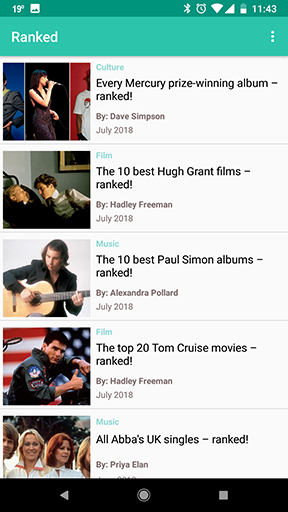 19° 11:43
Ranked
Culture
Every Mercury prize-winning album –
ranked!
By: Dave Simpson
July 2018
Film
The 10 best Hugh Grant films –
ranked!
By: Hadley Freeman
July 2018
Music
The 10 best Paul Simon albums –
ranked!
By: Alexandra Pollard
July 2018
Film
The top 20 Tom Cruise movies –
ranked!
By: Hadley Freeman
July 2018
Music
All Abba's UK singles – ranked!
By: Priya Elan